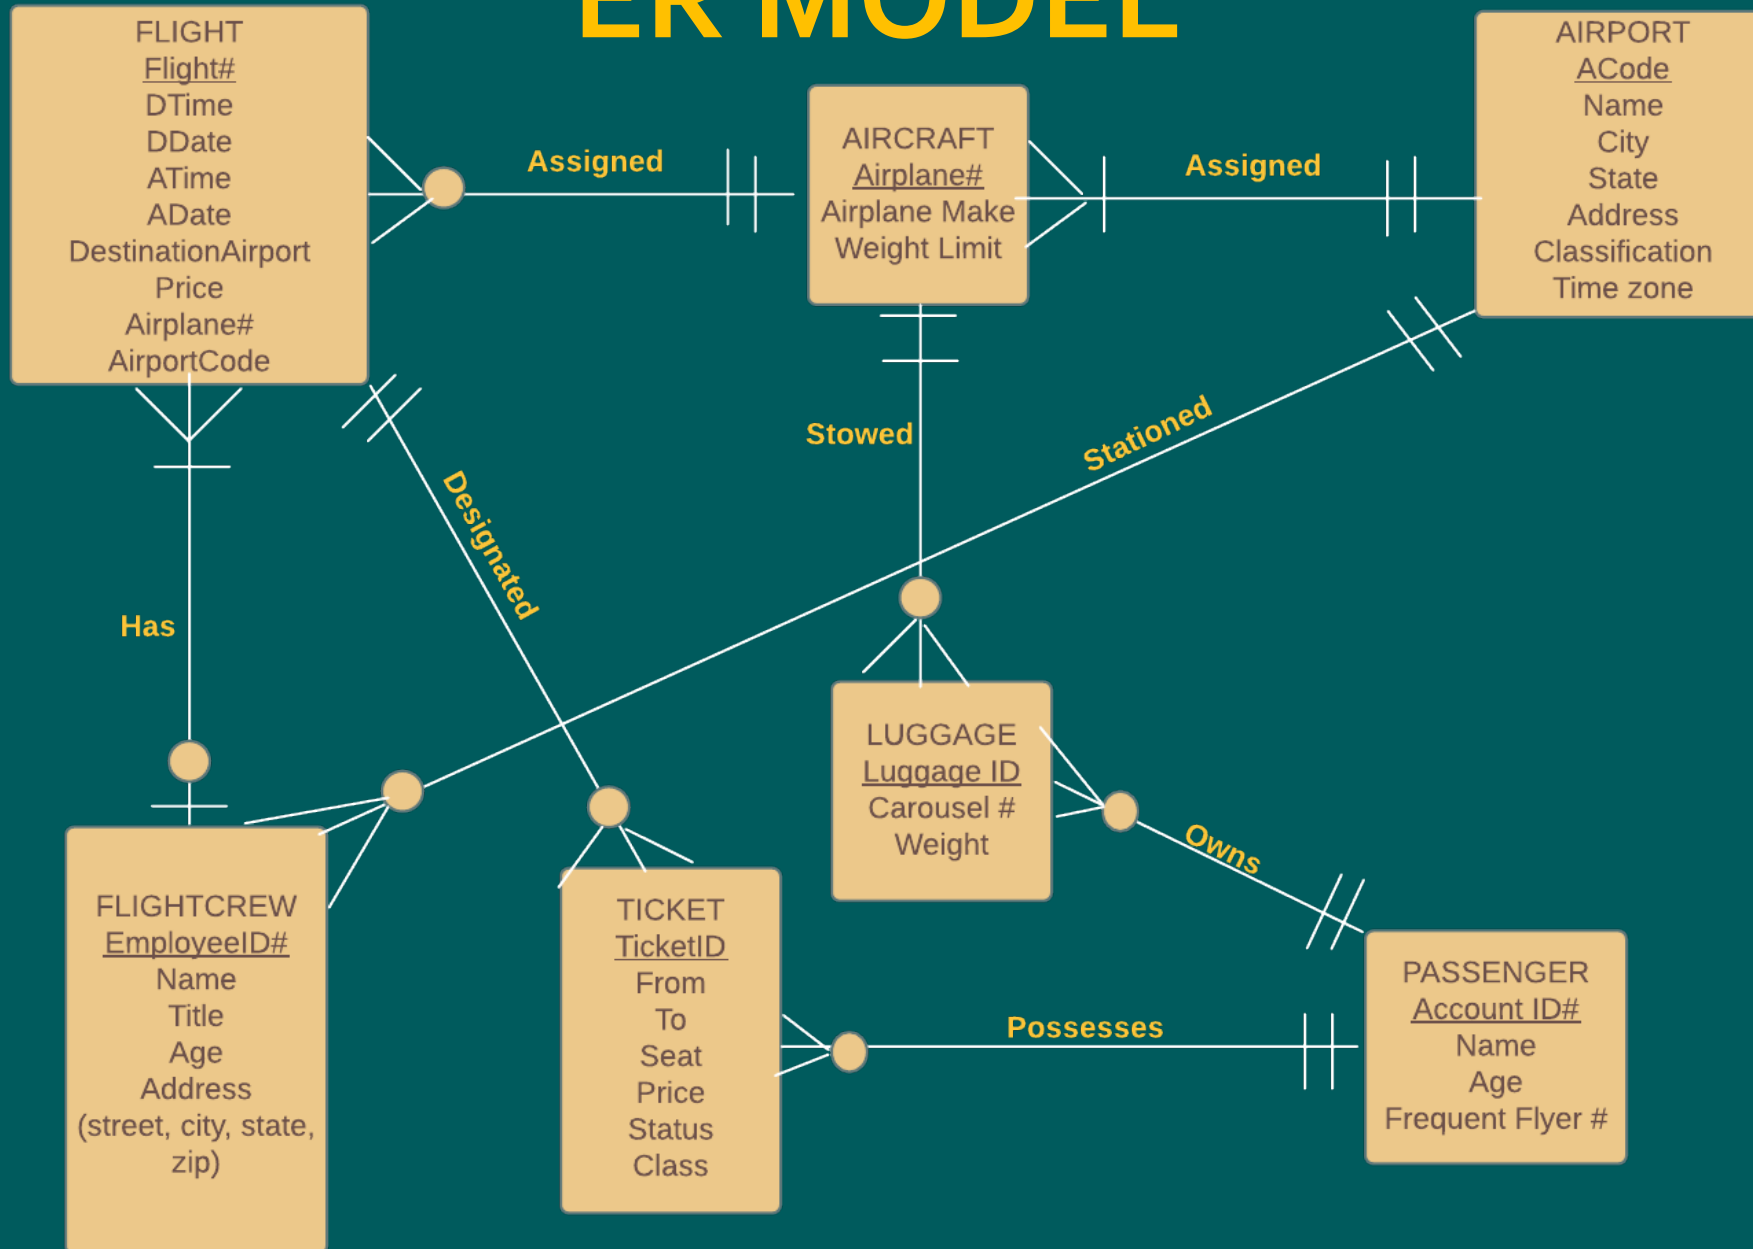 ER MODEL
FLIGHT
Flight#
DTime
DDate
ATime
ADate
DestinationAirport
Price
Airplane#
AirportCode
Assigned
AIRCRAFT
Airplane#
Airplane Make
Weight Limit
Assigned
AIRPORT
ACode
Name
City
State
Address
Classification
Time zone
Stowed
Stationed
Designated
Has
LUGGAGE
Luggage ID
Carousel #
Weight
Owns
FLIGHTCREW
EmployeeID#
Name
Title
Age
Address
(street, city, state,
zip)
TICKET
TicketID
From
To
Seat
Price
Status
Class
Possesses
PASSENGER
Account ID#
Name
Age
Frequent Flyer #